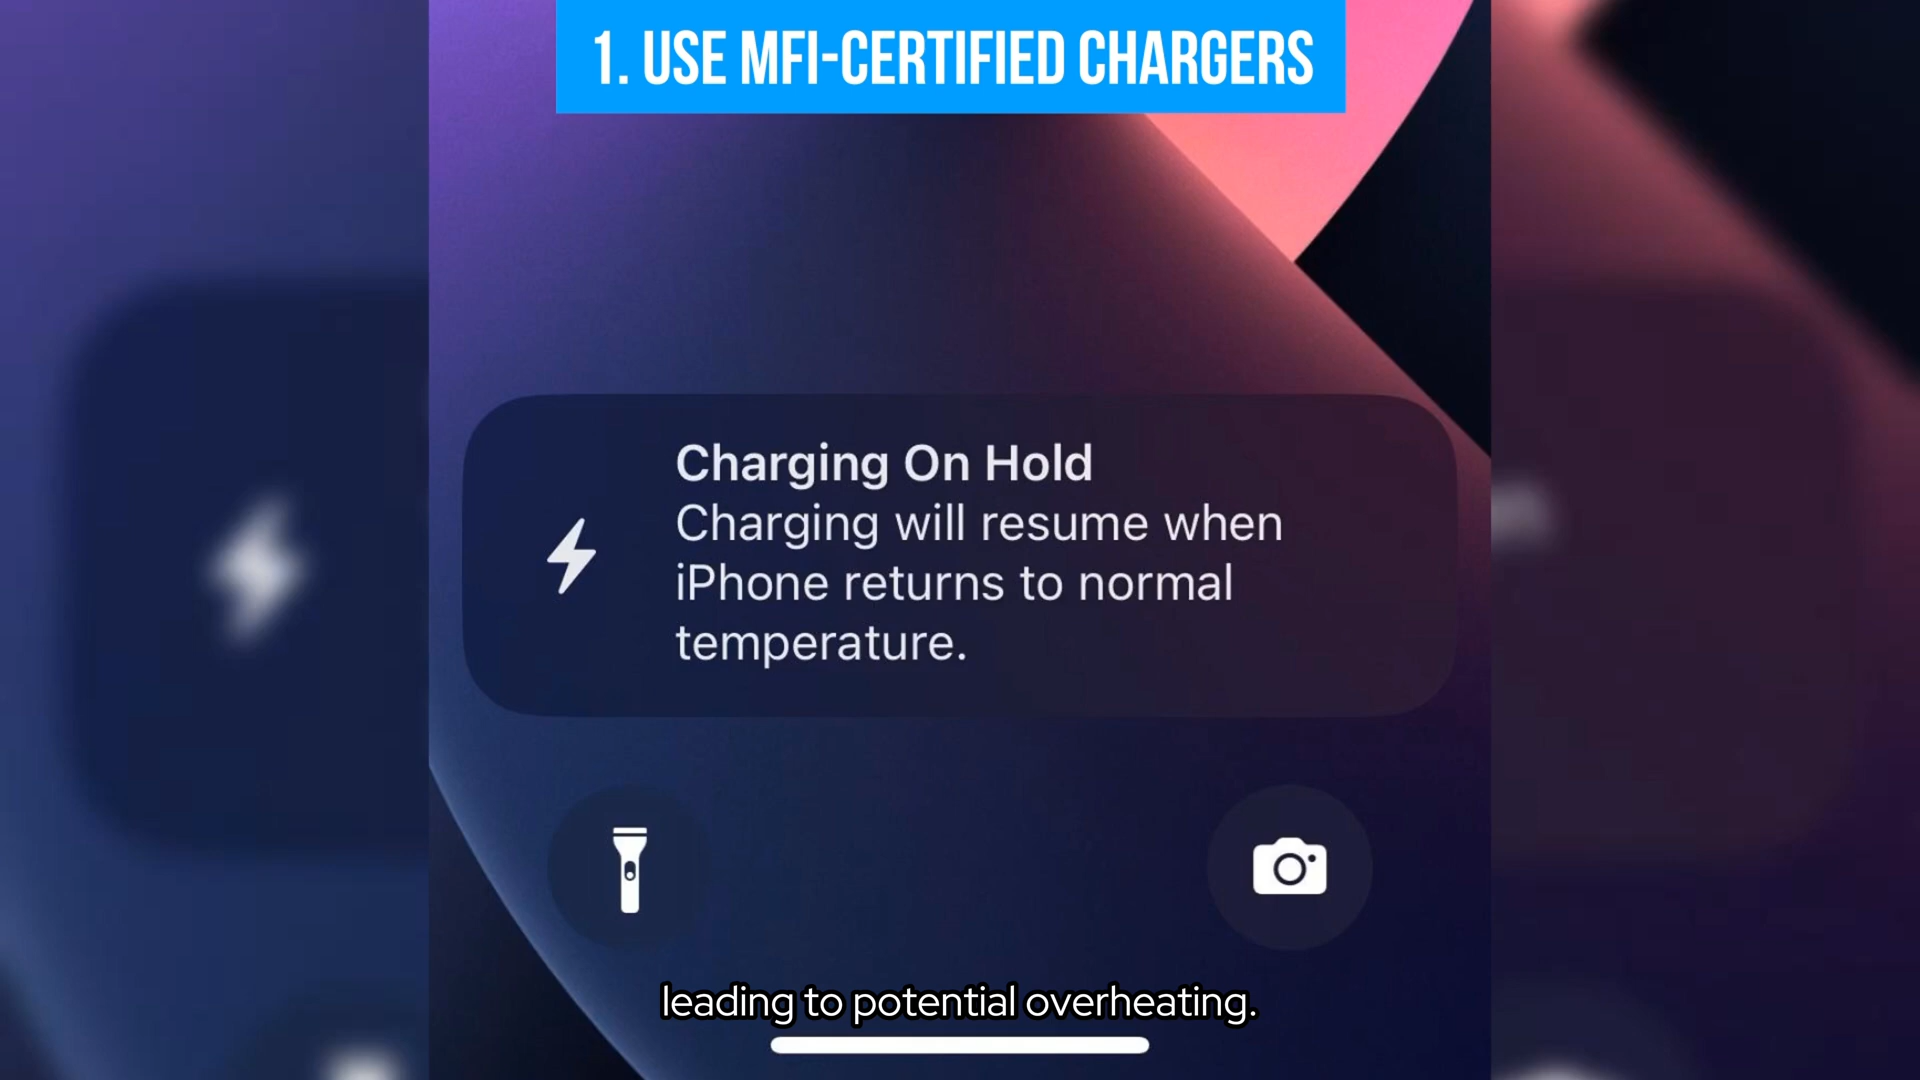 1. USE MFI-CERTIFIED CHARGERS
Charging On Hold
Charging will resume when
iPhone returns to normal
temperature.
leading to potential overheating.